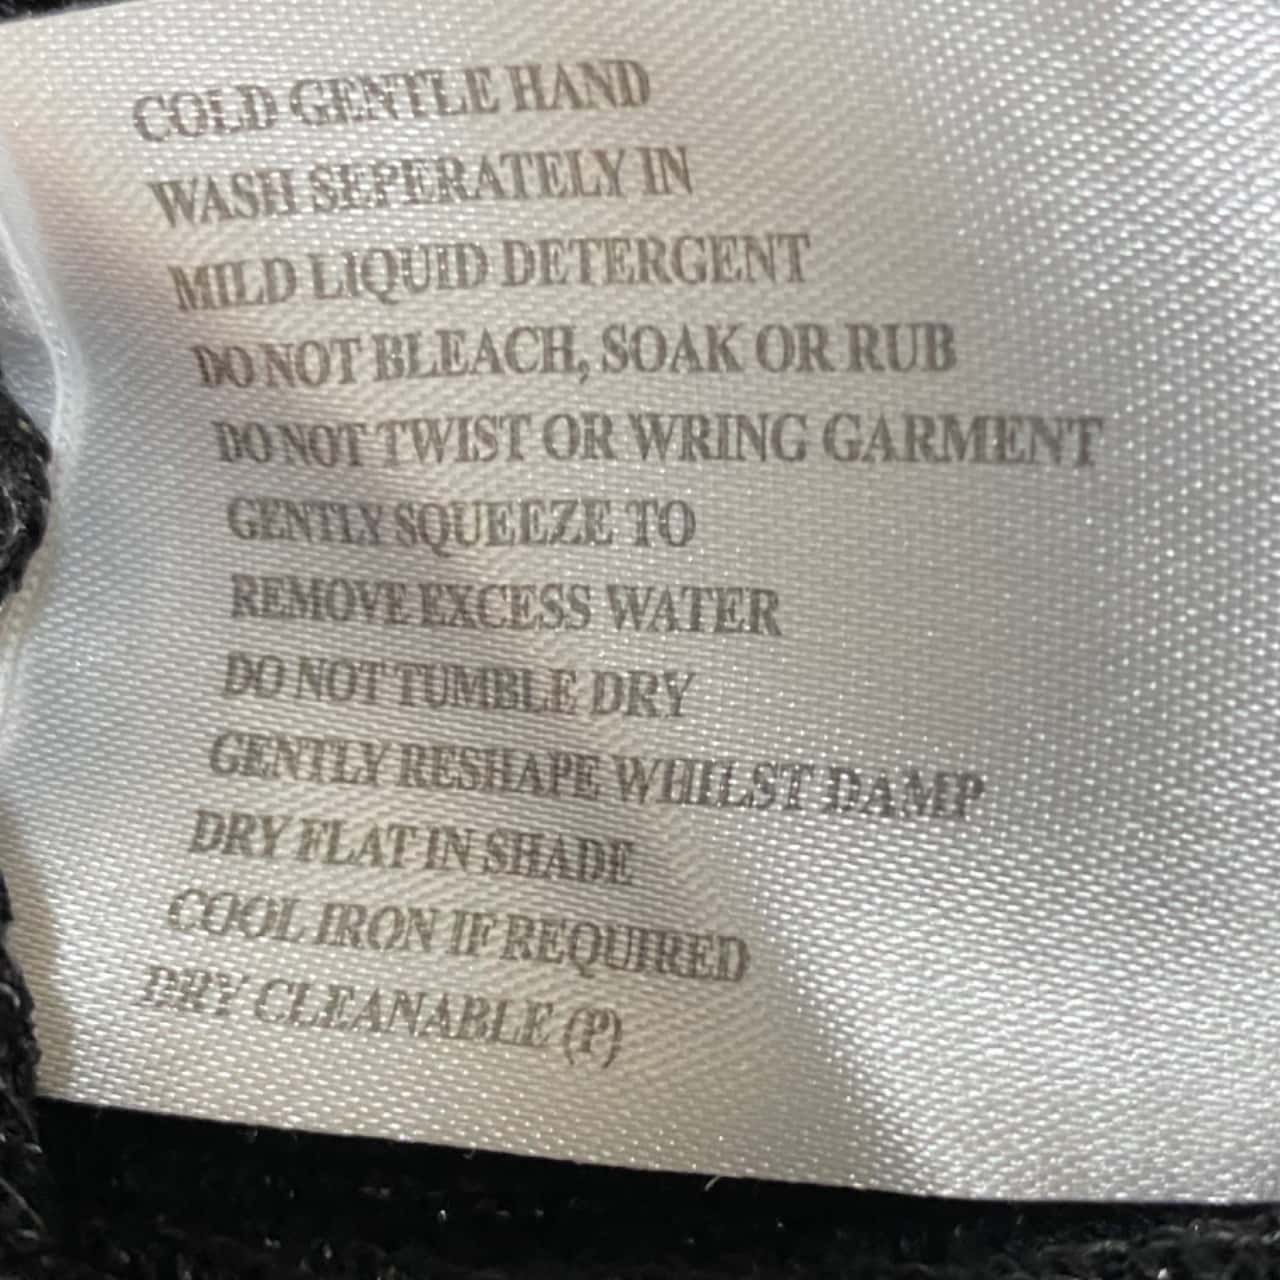 COLD GENTLE HAND
WASH SEPERATELY IN
MILD LIQUID DETERGENT
DO NOT BLEACH, SOAK OR RUB
DO NOT TWIST OR WRING GARMENT
GENTLY SQUEEZE TO
REMOVE EXCESS WATER
DO NOT TUMBLE DRY
GENTLY RESHAPE WHILST DAMP
DRY FLAT IN SHADE
COOL IRON IF REQUIRED
DRY CLEANABLE (P)